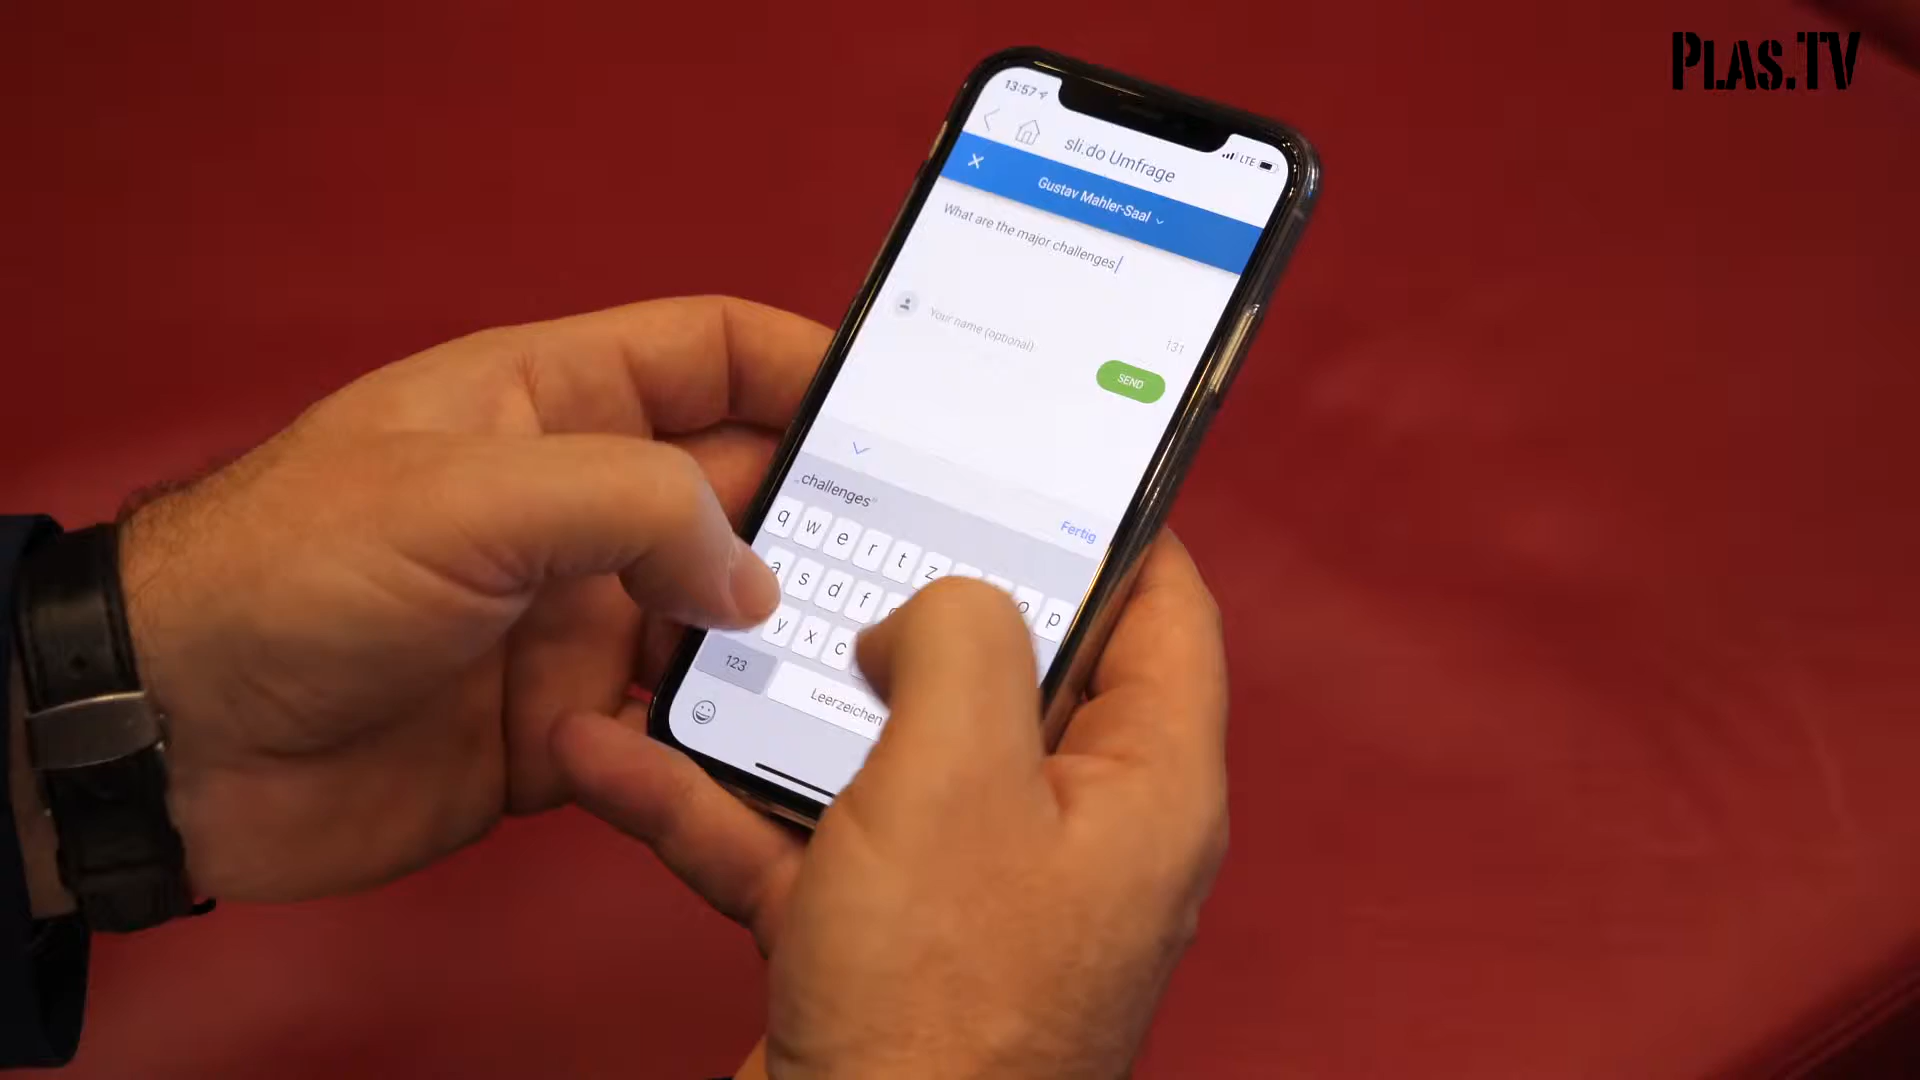 PLAS.TV
13:57
LTE
sli.do Umfrage
Gustav Mahler-Saal
What are the major challenges
Your name (optional)
131
SEND
„challenges“
Fertig
q w e r t z o p
a s d f
y x c
123
Leerzeichen